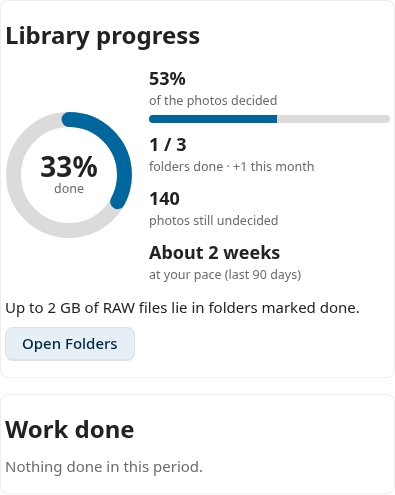 Library progress
33%
done
53%
of the photos decided
1 / 3
folders done · +1 this month
140
photos still undecided
About 2 weeks
at your pace (last 90 days)
Up to 2 GB of RAW files lie in folders marked done.
Open Folders
Work done
Nothing done in this period.